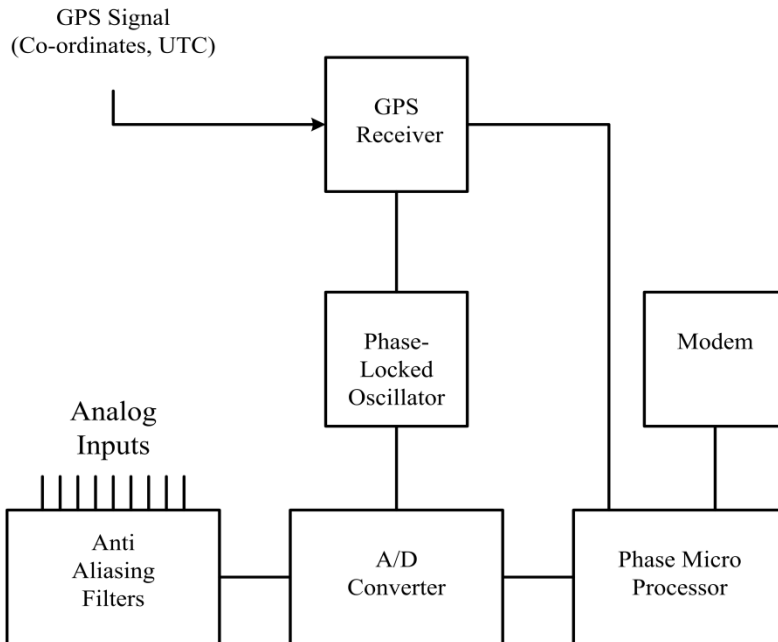 GPS Signal
(Co-ordinates, UTC)
GPS
Receiver
Phase-
Locked
Oscillator
Modem
Analog
Inputs
Anti
Aliasing
Filters
A/D
Converter
Phase Micro
Processor